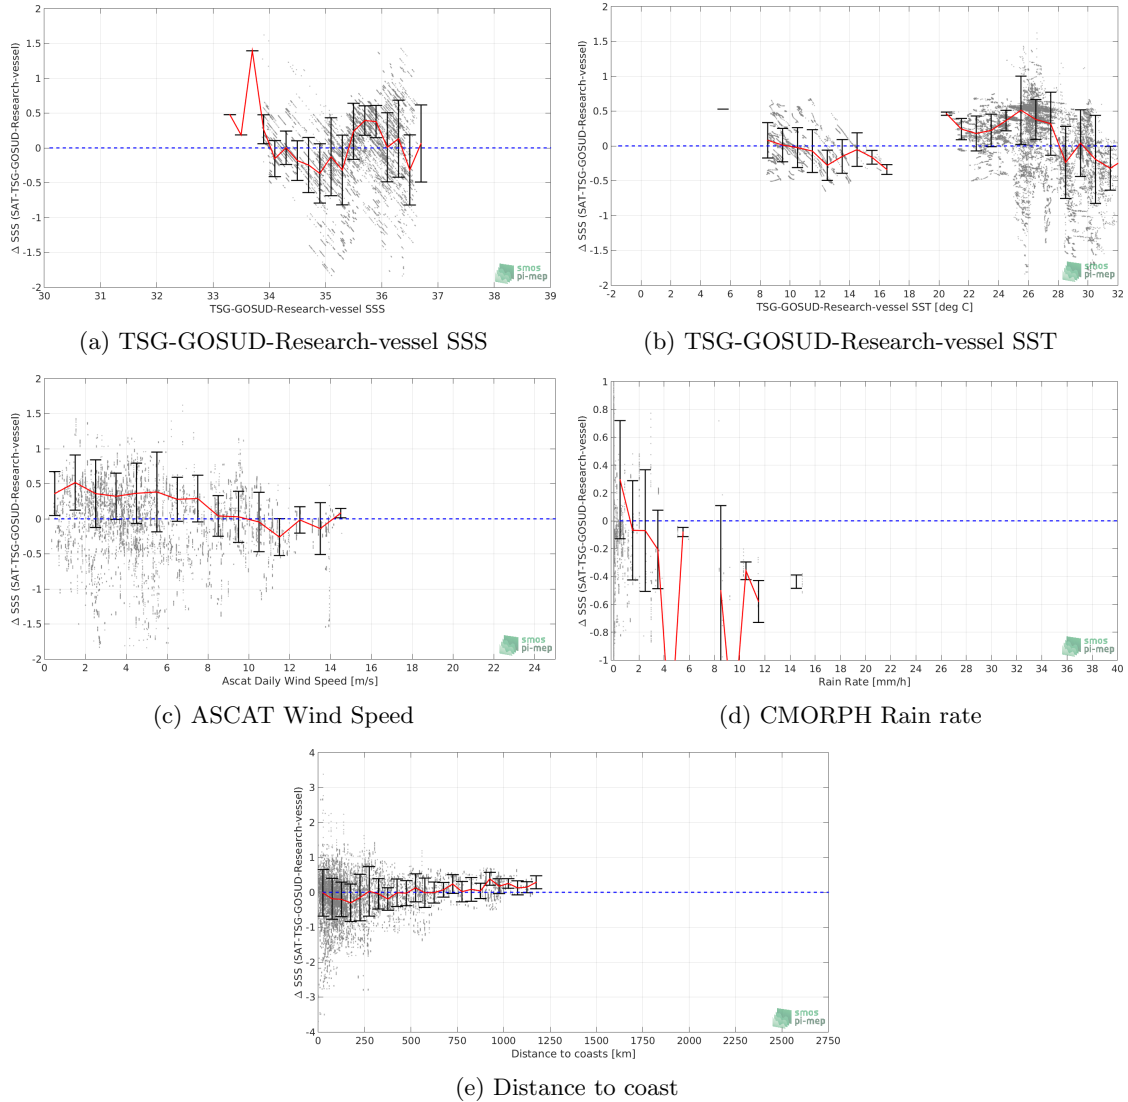 2
1.5
1
0.5
0
-0.5
-1
-1.5
-2
Δ SSS (SAT-TSG-GOSUD-Research-vessel)
30 31 32 33 34 35 36 37 38 39
TSG-GOSUD-Research-vessel SSS
smos
pi-mep
(a) TSG-GOSUD-Research-vessel SSS
2
1.5
1
0.5
0
-0.5
-1
-1.5
-2
Δ SSS (SAT-TSG-GOSUD-Research-vessel)
-2 0 2 4 6 8 10 12 14 16 18 20 22 24 26 28 30 32
TSG-GOSUD-Research-vessel SST [deg C]
smos
pi-mep
(b) TSG-GOSUD-Research-vessel SST
2
1.5
1
0.5
0
-0.5
-1
-1.5
-2
Δ SSS (SAT-TSG-GOSUD-Research-vessel)
0 2 4 6 8 10 12 14 16 18 20 22 24
Ascat Daily Wind Speed [m/s]
smos
pi-mep
(c) ASCAT Wind Speed
1
0.8
0.6
0.4
0.2
0
-0.2
-0.4
-0.6
-0.8
-1
Δ SSS (SAT-TSG-GOSUD-Research-vessel)
0 2 4 6 8 10 12 14 16 18 20 22 24 26 28 30 32 34 36 38 40
Rain Rate [mm/h]
smos
pi-mep
(d) CMORPH Rain rate
4
3
2
1
0
-1
-2
-3
-4
Δ SSS (SAT-TSG-GOSUD-Research-vessel)
0 250 500 750 1000 1250 1500 1750 2000 2250 2500 2750
Distance to coasts [km]
smos
pi-mep
(e) Distance to coast